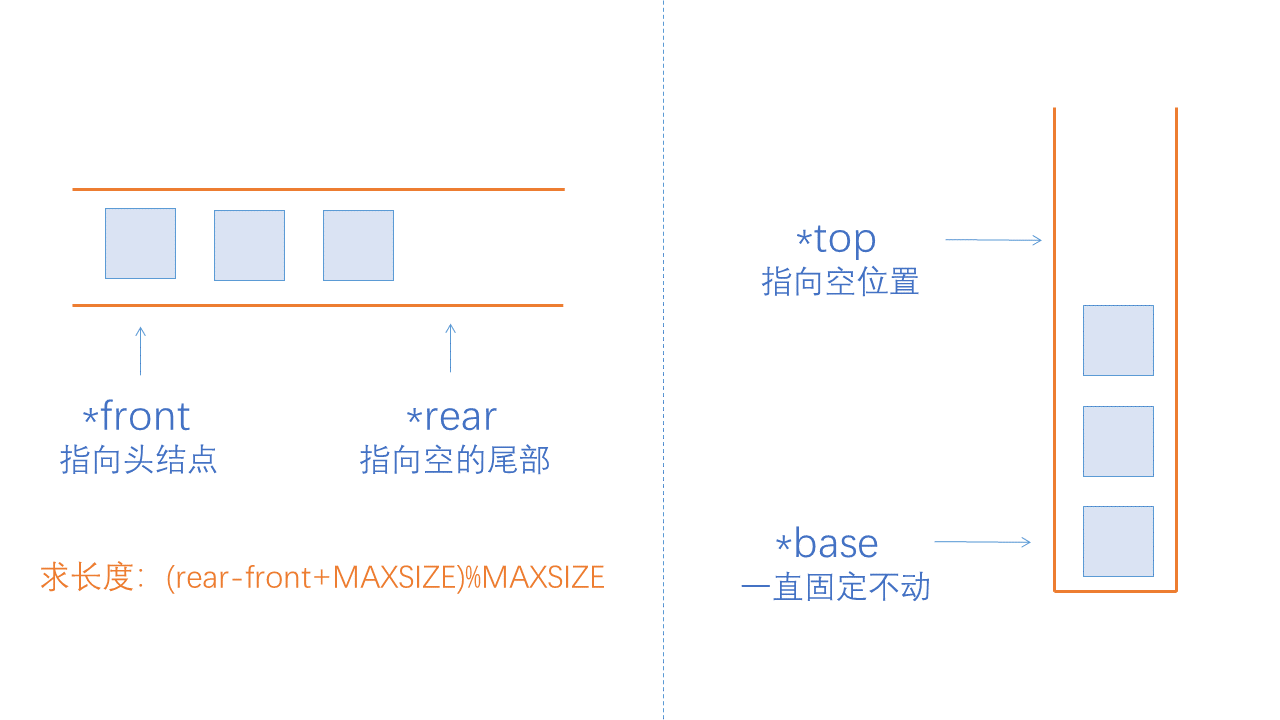 *front
指向头结点
*rear
指向空的尾部
求长度：(rear-front+MAXSIZE)%MAXSIZE
*top
指向空位置
*base
一直固定不动